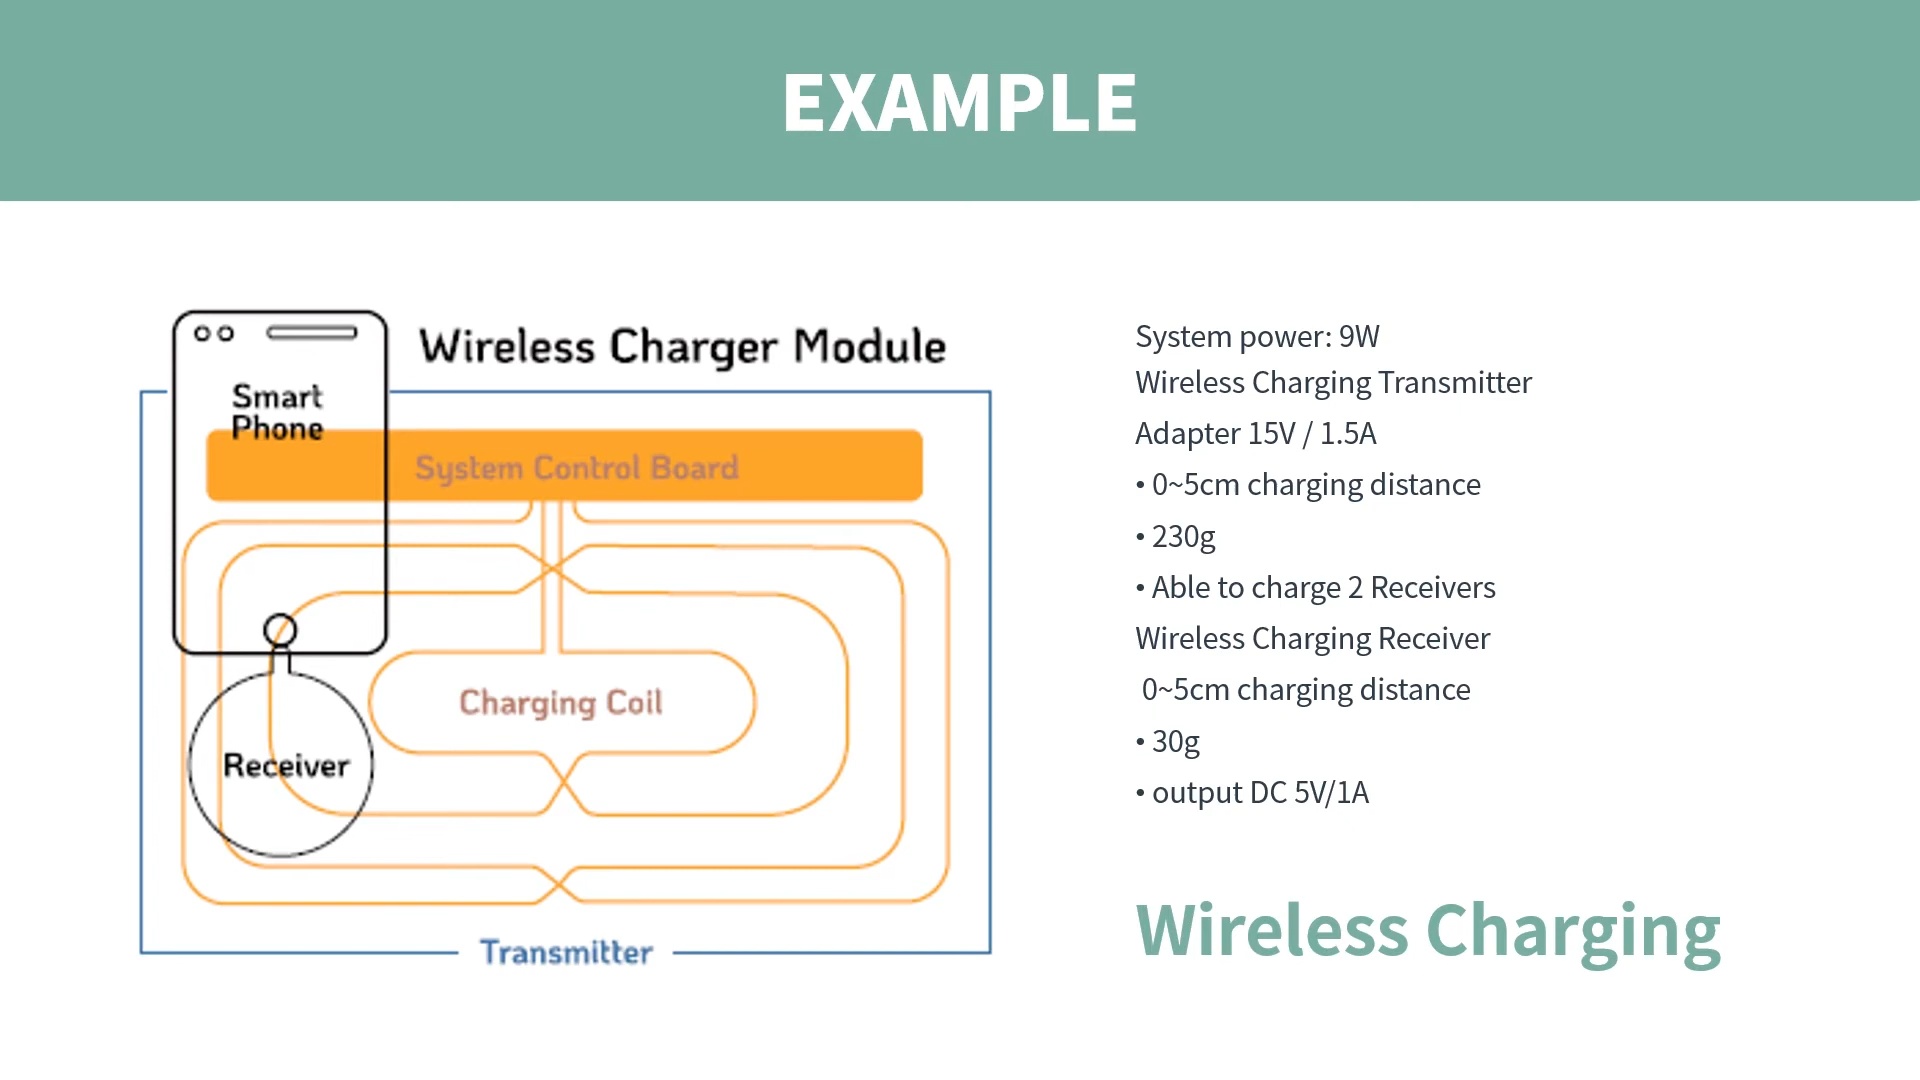 EXAMPLE
Wireless Charger Module
Smart
Phone
System Control Board
Charging Coil
Receiver
Transmitter
System power: 9W
Wireless Charging Transmitter
Adapter 15V / 1.5A
• 0~5cm charging distance
• 230g
• Able to charge 2 Receivers
Wireless Charging Receiver
0~5cm charging distance
• 30g
• output DC 5V/1A
Wireless Charging